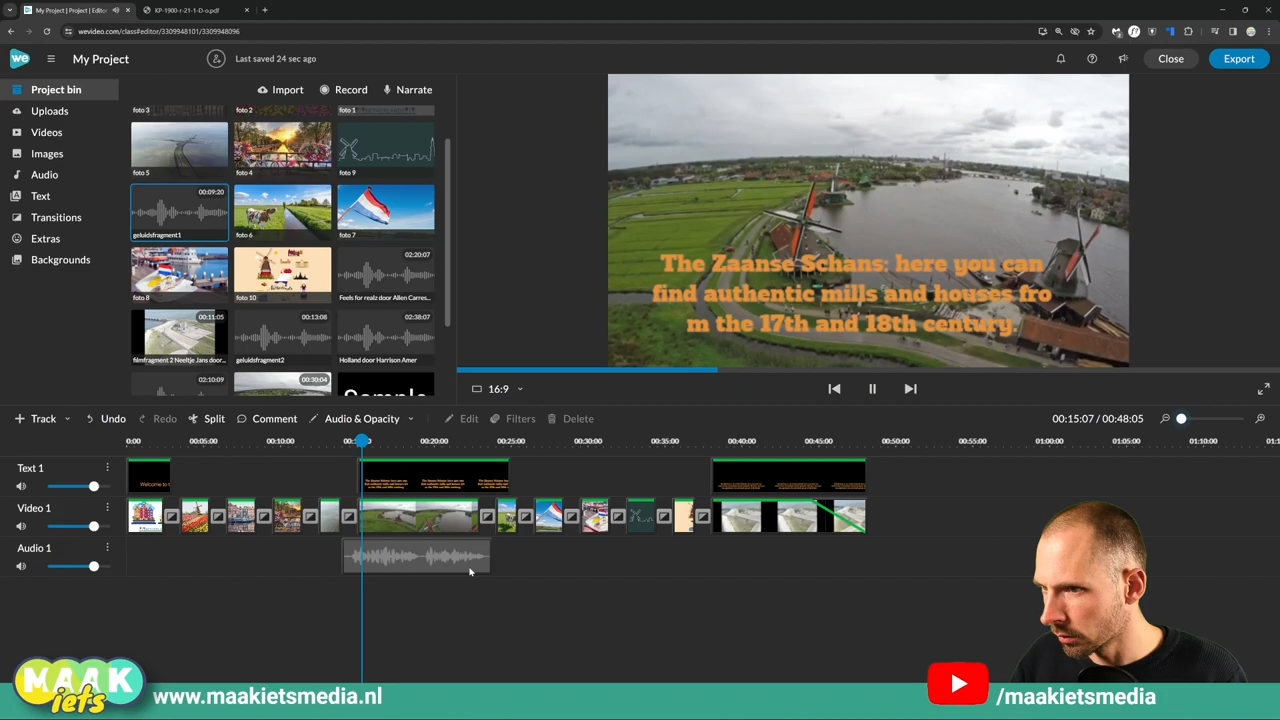 My Project | Project | Editor
KP-1900-r-21-1-D-o.pdf
wevideo.com/class#editor/3309948101/3309948096
we
My Project
Last saved 24 sec ago
Close
Export
Project bin
Import
Record
Narrate
Uploads
Videos
Images
Audio
Text
Transitions
Extras
Backgrounds
foto 3
foto 2
foto 1
foto 5
foto 4
foto 9
00:09:20
geluidsfragment1
foto 6
foto 7
foto 8
foto 10
02:20:07
Feels for realz door Allen Carres...
00:11:05
filmfragment 2 Neeltje Jans door...
00:13:08
geluidsfragment2
02:38:07
Holland door Harrison Amer
02:10:09
00:30:04
The Zaanse Schans: here you can
find authentic mills and houses fro
m the 17th and 18th century.
16:9
Track
Undo
Redo
Split
Comment
Audio & Opacity
Edit
Filters
Delete
00:15:07 / 00:48:05
0:00
00:05:00
00:10:00
00:20:00
00:25:00
00:30:00
00:35:00
00:40:00
00:45:00
00:50:00
00:55:00
01:00:00
01:05:00
01:10:00
Text 1
Video 1
Audio 1
MAAK
iets
www.maakietsmedia.nl
/maakietsmedia